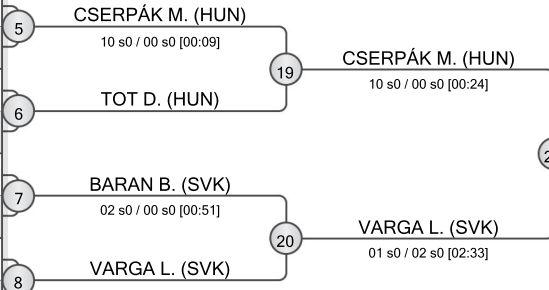 5
CSERPÁK M. (HUN)
10 s0 / 00 s0 [00:09]
19
CSERPÁK M. (HUN)
10 s0 / 02 s0 [00:24]
6
TOT D. (HUN)
7
BARAN B. (SVK)
02 s0 / 00 s0 [00:51]
20
VARGA L. (SVK)
01 s0 / 02 s0 [02:33]
8
VARGA L. (SVK)